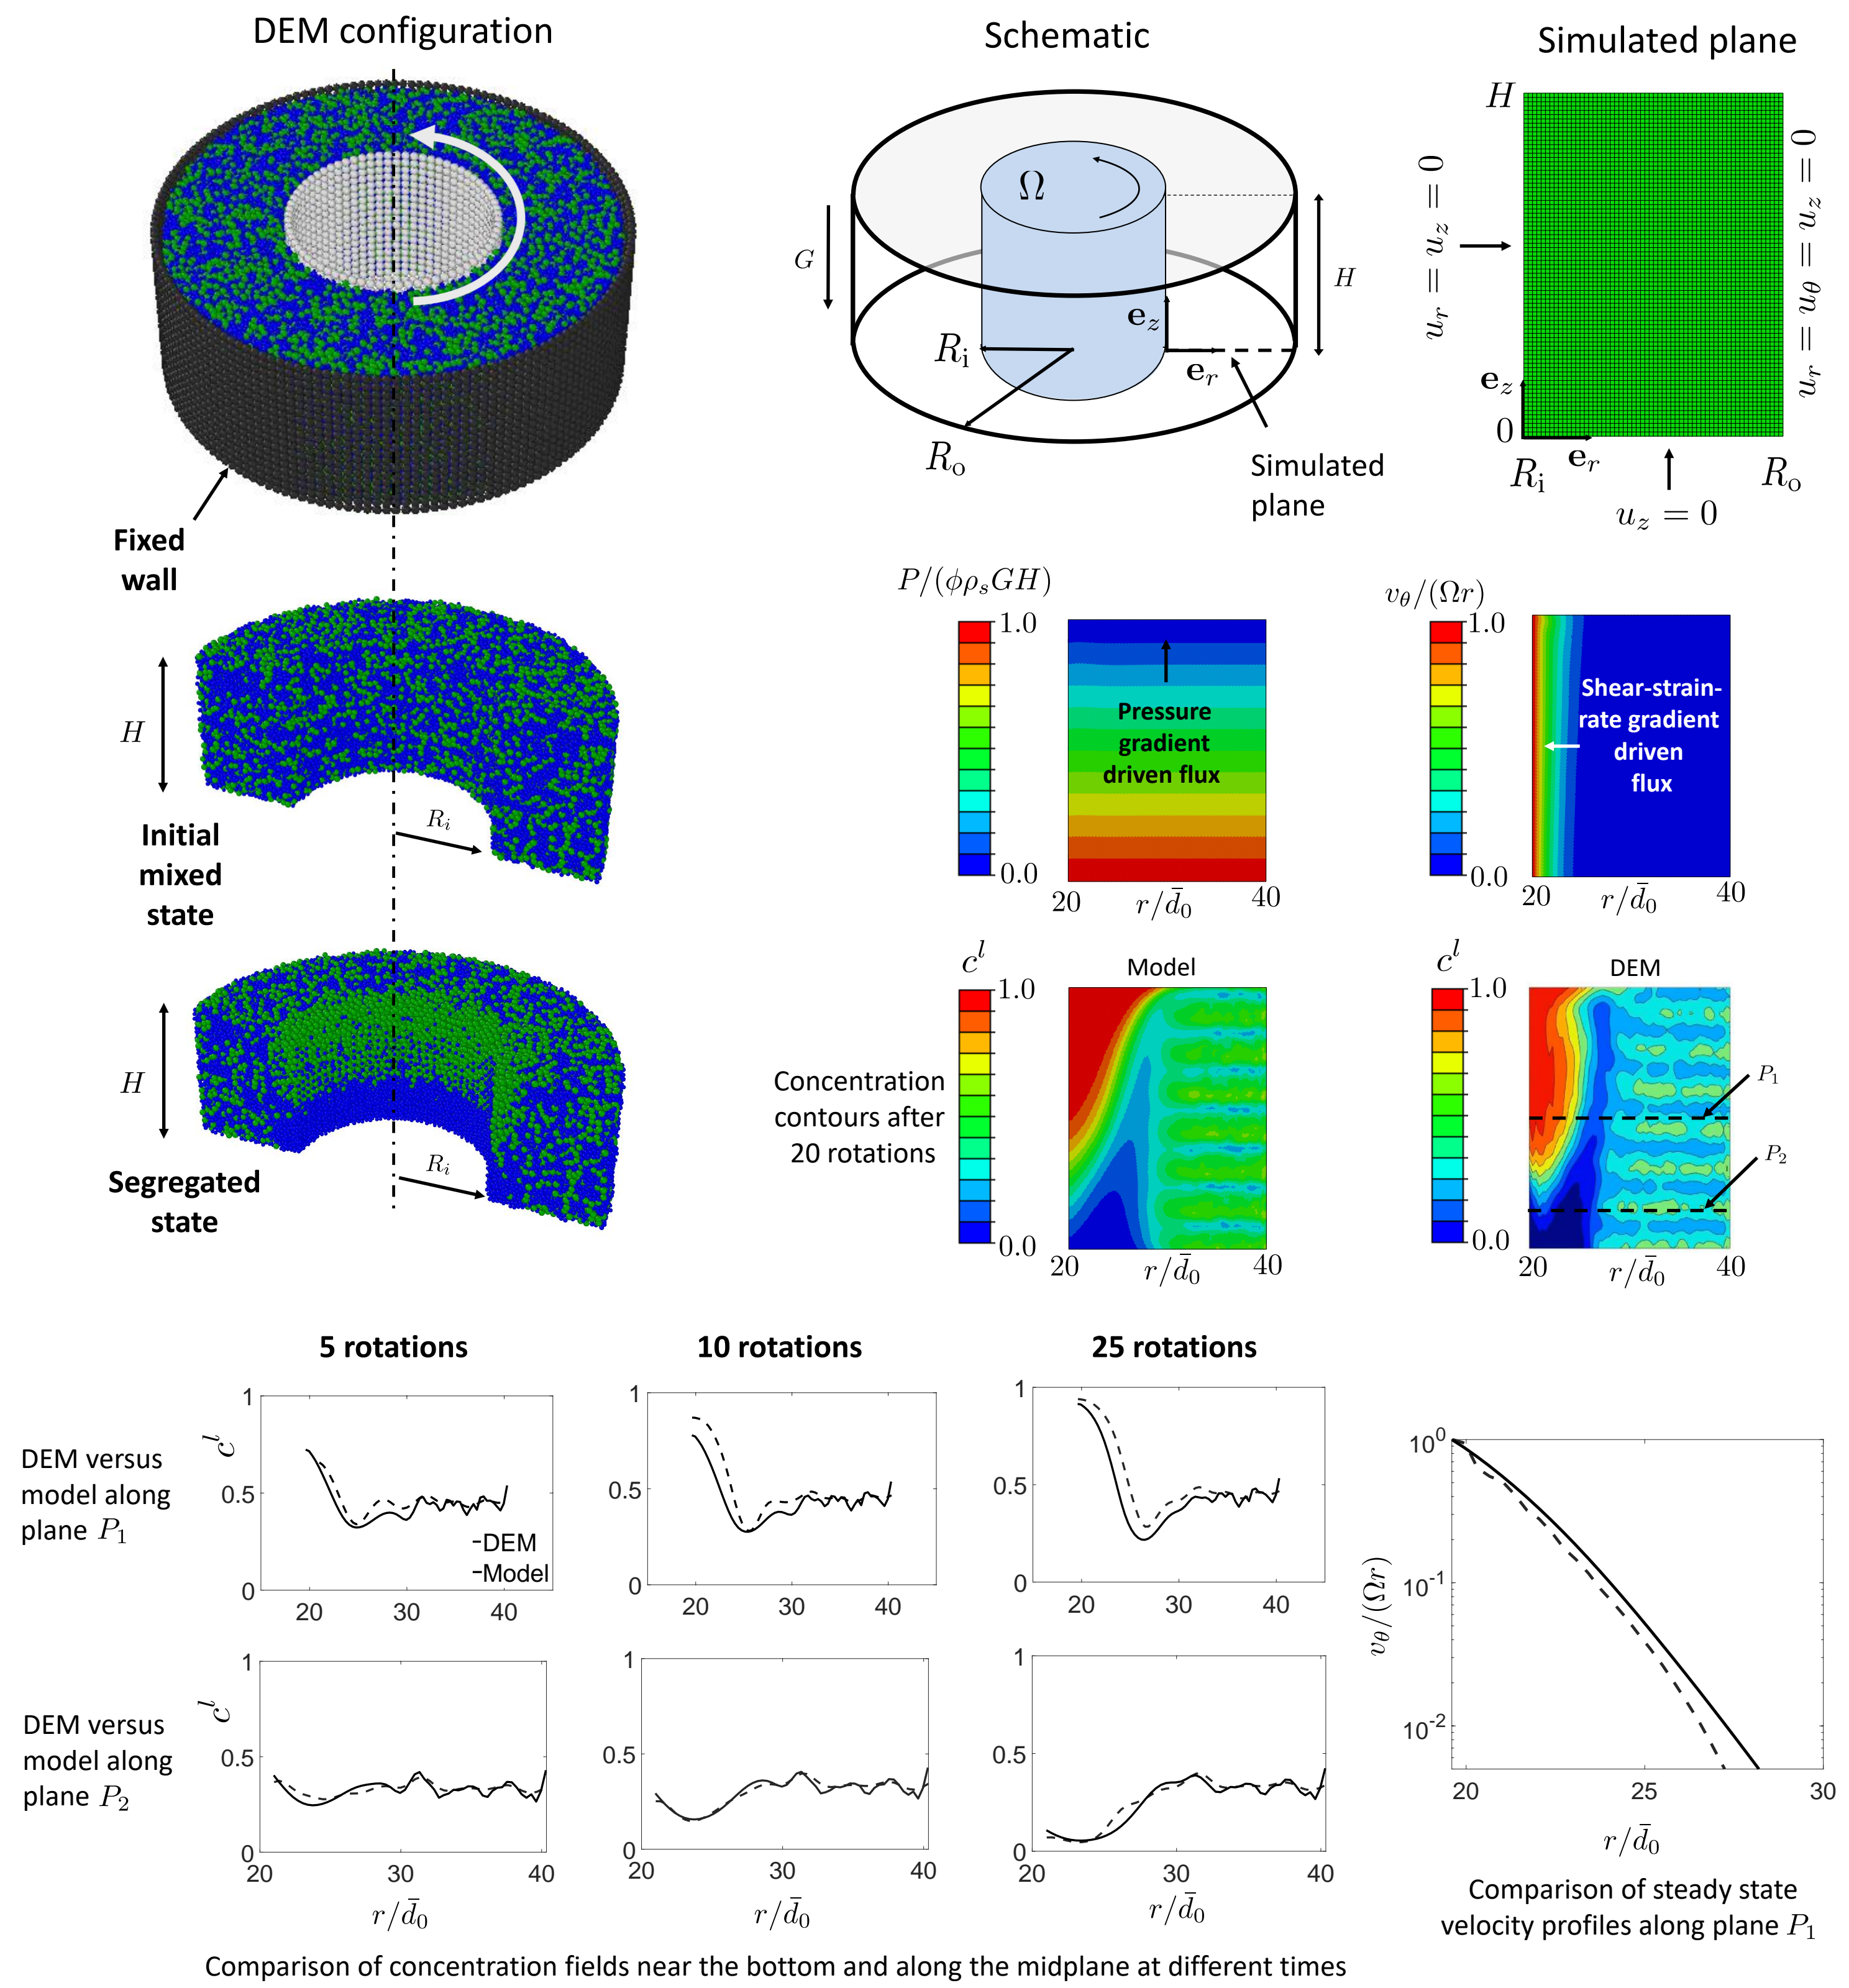 DEM configuration
Schematic
Simulated plane
Fixed
wall
Ω
G
H
e_z
e_r
R_i
R_o
Simulated
plane
H
u_r = u_z = 0
u_r = u_θ = u_z = 0
e_z
0
e_r
R_i
R_o
u_z = 0
H
R_i
Initial
mixed
state
P/(ϕρ_sGH)
1.0
0.0
Pressure
gradient
driven flux
20
r/d̄_0
40
v_θ/(Ωr)
1.0
0.0
Shear-strain-
rate gradient
driven
flux
20
r/d̄_0
40
H
R_i
Segregated
state
Concentration
contours after
20 rotations
c^l
1.0
0.0
Model
20
r/d̄_0
40
c^l
1.0
0.0
DEM
P_1
P_2
20
r/d̄_0
40
5 rotations
10 rotations
25 rotations
DEM versus
model along
plane P_1
c^l
1
0.5
0
20 30 40
DEM
Model
1
0.5
0
20 30 40
1
0.5
0
20 30 40
DEM versus
model along
plane P_2
c^l
1
0.5
0
20 30 40
r/d̄_0
1
0.5
0
20 30 40
r/d̄_0
1
0.5
0
20 30 40
r/d̄_0
v_θ/(Ωr)
10^0
10^-1
10^-2
20 25 30
r/d̄_0
Comparison of steady state
velocity profiles along plane P_1
Comparison of concentration fields near the bottom and along the midplane at different times